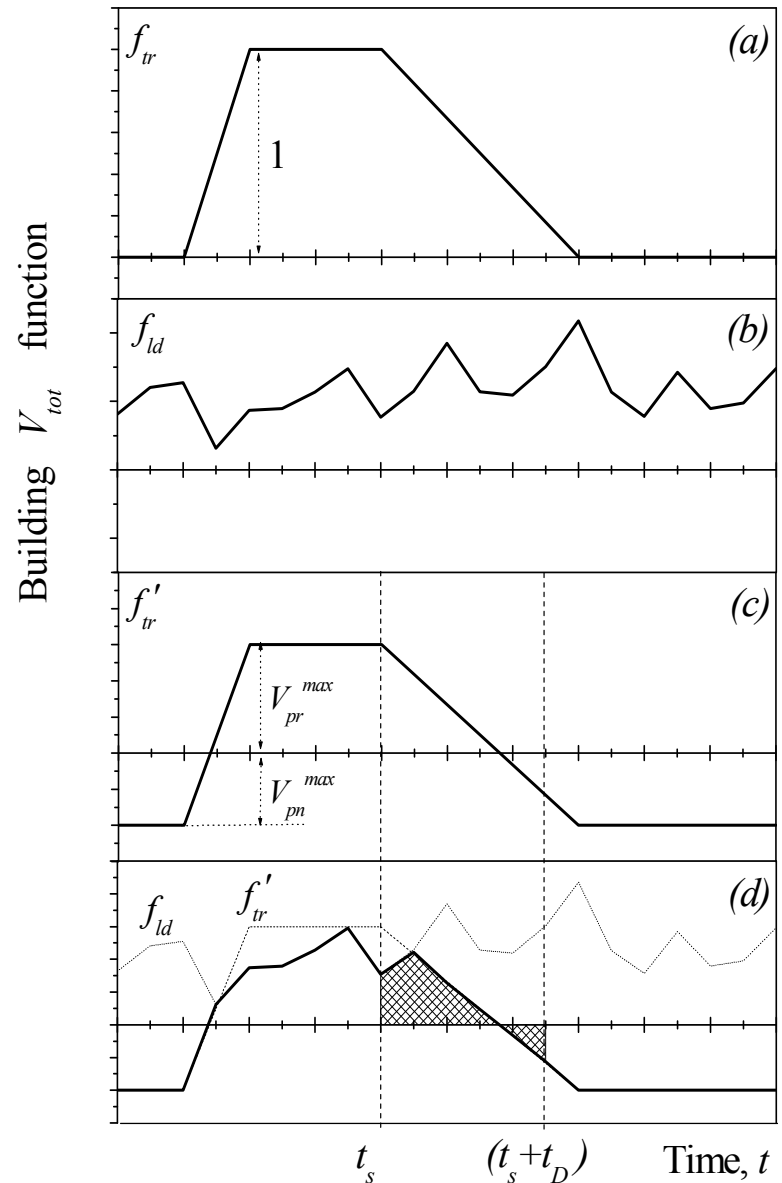 Building V_tot function
f_tr
(a)
1
f_ld
(b)
f'_tr
(c)
V_pr^max
V_pn^max
f_ld
f'_tr
(d)
t_s
(t_s+t_D)
Time, t